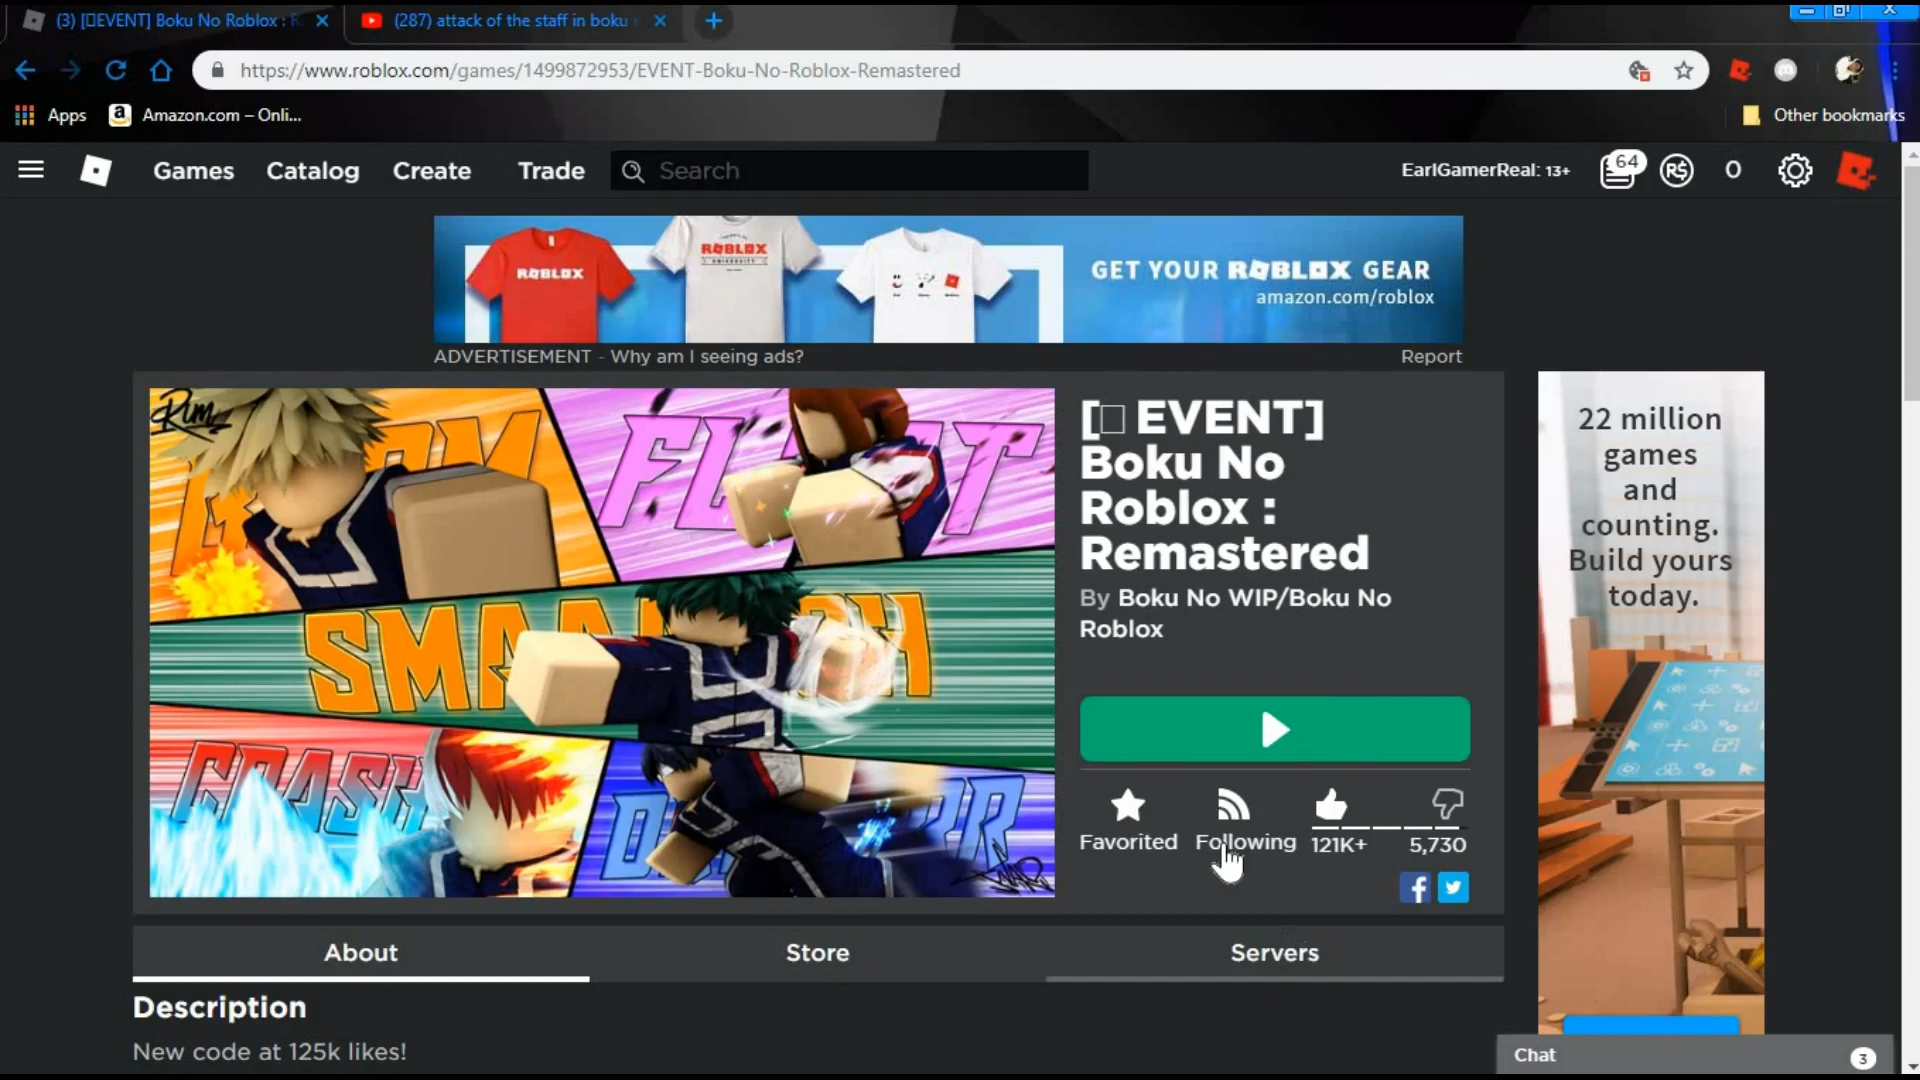 (3) [▯EVENT] Boku No Roblox : R
(287) attack of the staff in boku
https://www.roblox.com/games/1499872953/EVENT-Boku-No-Roblox-Remastered
Apps
Amazon.com – Onli...
Other bookmarks
Games Catalog Create Trade Search
EarlGamerReal: 13+ 64 R$ 0
ROBLOX
ROBLOX
UNIVERSITY
GET YOUR ROBLOX GEAR
amazon.com/roblox
ADVERTISEMENT - Why am I seeing ads? Report
[▯ EVENT]
Boku No
Roblox :
Remastered
By Boku No WIP/Boku No
Roblox
Favorited Following 121K+ 5,730
22 million
games
and
counting.
Build yours
today.
About Store Servers
Description
New code at 125k likes!
Chat 3